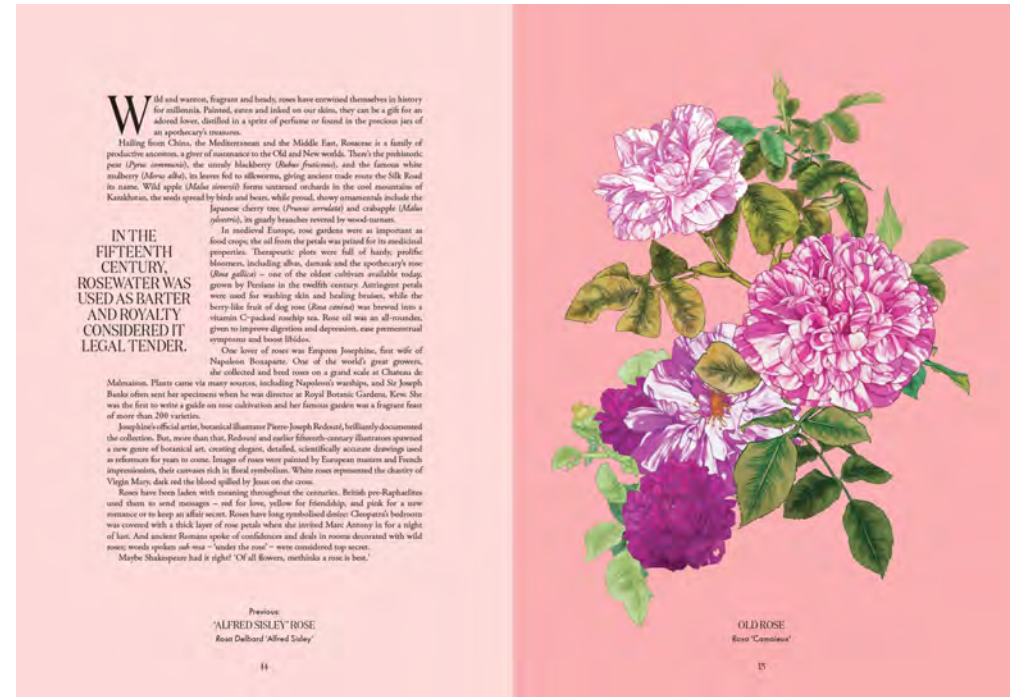 Wild and wanton, fragrant and heady, roses have entwined themselves in history
for millennia. Painted, eaten and inked on our skins, they can be a gift for an
adored lover, distilled in a spritz of perfume or found in the precious jars of
an apothecary's treasures.
Hailing from China, the Mediterranean and the Middle East, Rosaceae is a family of
productive ancestors, a giver of sustenance to the Old and New worlds. There's the prehistoric
pear (Pyrus communis), the unruly blackberry (Rubus fruticosus), and the famous white
mulberry (Morus alba), its leaves fed to silkworms, giving ancient trade route the Silk Road
its name. Wild apple (Malus sieversii) forms untamed orchards in the cool mountains of
Kazakhstan, the seeds spread by birds and bears, while proud, showy ornamentals include the
Japanese cherry tree (Prunus serrulata) and crabapple (Malus
sylvestris), its gnarly branches revered by wood-turners.
In medieval Europe, rose gardens were as important as
food crops; the oil from the petals was prized for its medicinal
properties. Therapeutic plots were full of hardy, prolific
bloomers, including albas, damask and the apothecary's rose
(Rosa gallica) – one of the oldest cultivars available today,
grown by Persians in the twelfth century. Astringent petals
were used for washing skin and healing bruises, while the
berry-like fruit of dog rose (Rosa canina) was brewed into a
vitamin C–packed rosehip tea. Rose oil was an all-rounder,
given to improve digestion and depression, ease premenstrual
symptoms and boost libidos.
One lover of roses was Empress Josephine, first wife of
Napoleon Bonaparte. One of the world's great growers,
she collected and bred roses on a grand scale at Chateau de
Malmaison. Plants came via many sources, including Napoleon's warships, and Sir Joseph
Banks often sent her specimens when he was director at Royal Botanic Gardens, Kew. She
was the first to write a guide on rose cultivation and her famous garden was a fragrant feast
of more than 200 varieties.
Josephine's official artist, botanical illustrator Pierre-Joseph Redouté, brilliantly documented
the collection. But, more than that, Redouté and earlier fifteenth-century illustrators spawned
a new genre of botanical art, creating elegant, detailed, scientifically accurate drawings used
as references for years to come. Images of roses were painted by European masters and French
impressionists, their canvases rich in floral symbolism. White roses represented the chastity of
Virgin Mary, dark red the blood spilled by Jesus on the cross.
Roses have been laden with meaning throughout the centuries. British pre-Raphaelites
used them to send messages – red for love, yellow for friendship, and pink for a new
romance or to keep an affair secret. Roses have long symbolised desire: Cleopatra's bedroom
was covered with a thick layer of rose petals when she invited Marc Antony in for a night
of lust. And ancient Romans spoke of confidences and deals in rooms decorated with wild
roses; words spoken sub rosa – 'under the rose' – were considered top secret.
Maybe Shakespeare had it right? 'Of all flowers, methinks a rose is best.'
IN THE
FIFTEENTH
CENTURY,
ROSEWATER WAS
USED AS BARTER
AND ROYALTY
CONSIDERED IT
LEGAL TENDER.
Previous:
'ALFRED SISLEY' ROSE
Rosa Delbard 'Alfred Sisley'
14
OLD ROSE
Rosa 'Camaieux'
15